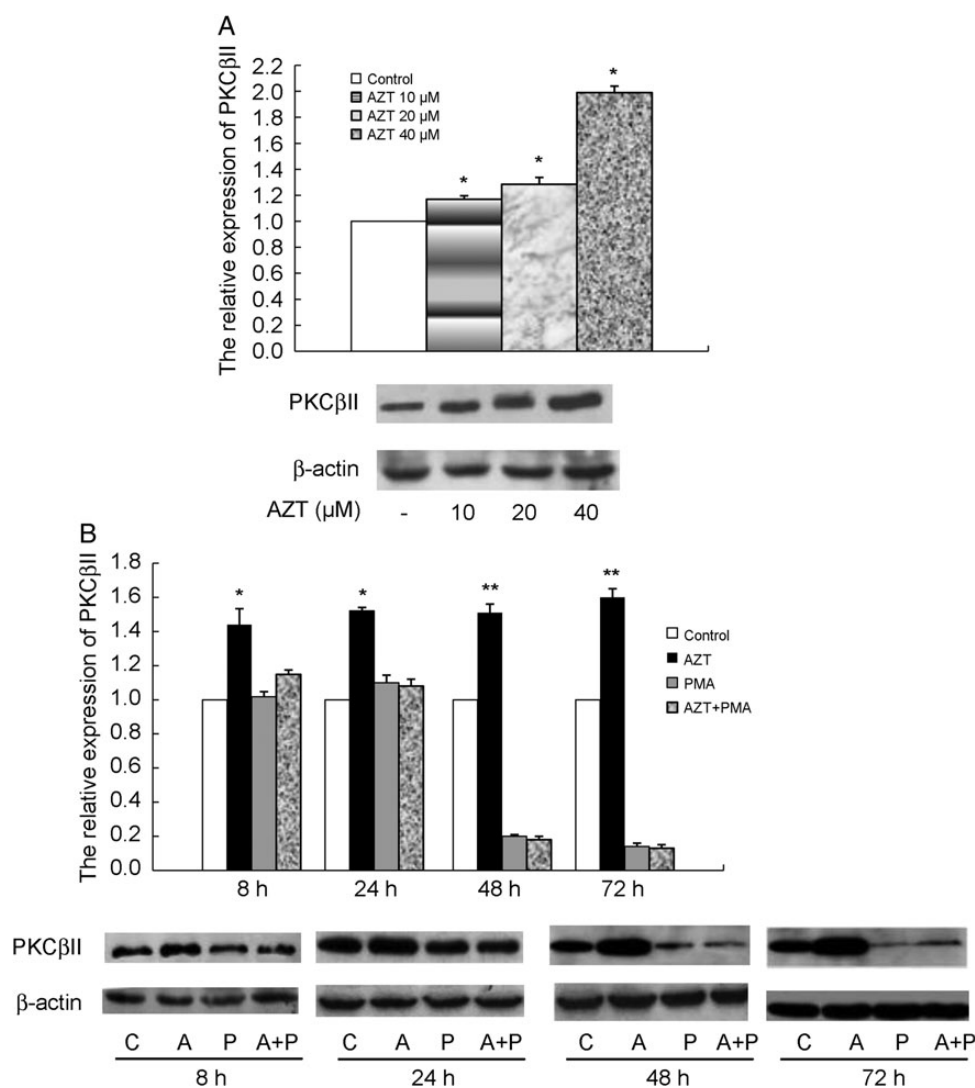 A
The relative expression of PKCβII
2.2
2.0
1.8
1.6
1.4
1.2
1.0
0.8
0.6
0.4
0.2
0.0
Control
AZT 10 µM
AZT 20 µM
AZT 40 µM
*
*
*
PKCβII
β-actin
AZT (µM) - 10 20 40
B
The relative expression of PKCβII
1.8
1.6
1.4
1.2
1.0
0.8
0.6
0.4
0.2
0.0
* * ** **
Control
AZT
PMA
AZT+PMA
8 h 24 h 48 h 72 h
PKCβII
β-actin
C A P A+P C A P A+P C A P A+P C A P A+P
8 h 24 h 48 h 72 h